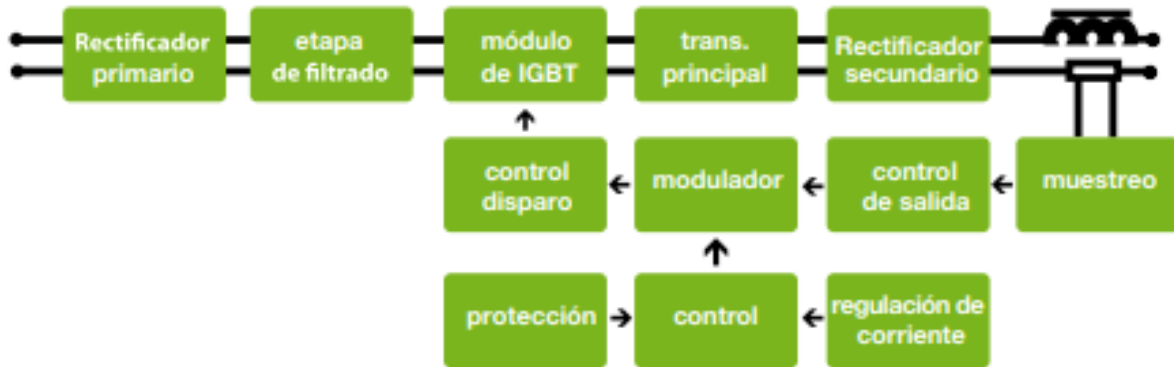 Rectificador
primario
etapa
de filtrado
módulo
de IGBT
trans.
principal
Rectificador
secundario
control
disparo
modulador
control
de salida
muestreo
protección
control
regulación de
corriente